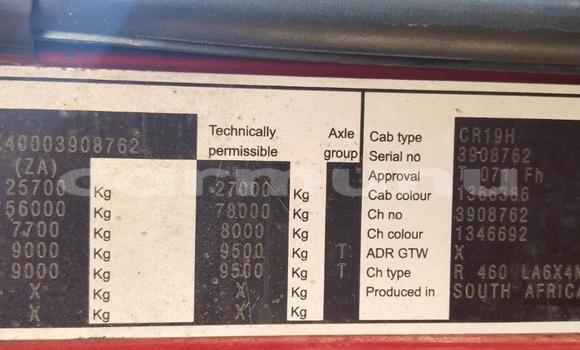 X40003908762
(ZA)
Technically
permissible
Axle
group
25700 Kg 27000 Kg
56000 Kg 78000 Kg
7700 Kg 8000 Kg
9000 Kg 9500 Kg T
9000 Kg 9500 Kg T
X Kg X Kg
X Kg X Kg
Cab type CR19H
Serial no 3908762
Approval
Cab colour 1366386
Ch no 3908762
Ch colour 1346692
ADR GTW X
Ch type R 460 LA6X4
Produced in SOUTH AFRICA
carmunu